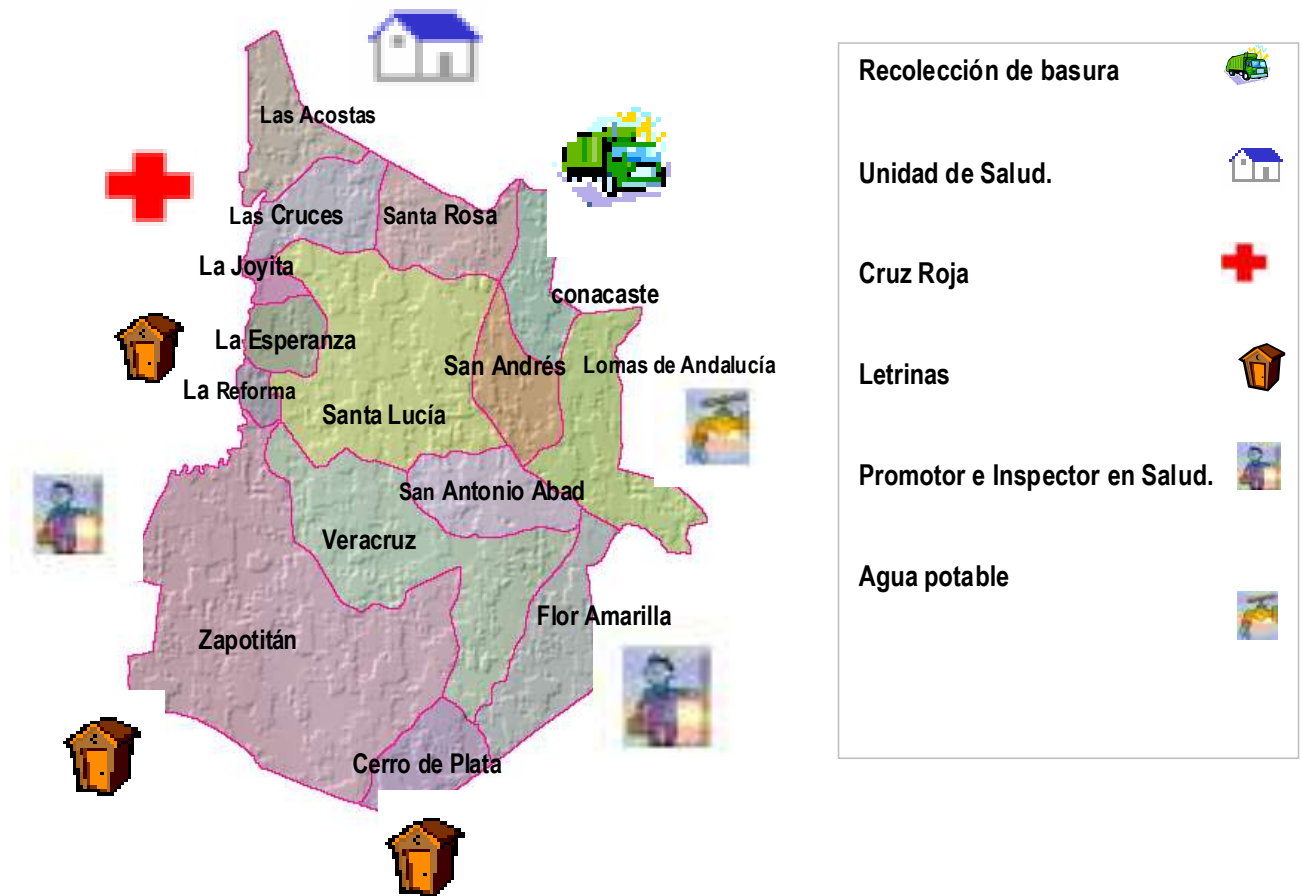 Las Acostas
Las Cruces
Santa Rosa
La Joyita
conacaste
La Esperanza
San Andrés
Lomas de Andalucía
La Reforma
Santa Lucía
San Antonio Abad
Veracruz
Flor Amarilla
Zapotitán
Cerro de Plata
Recolección de basura
Unidad de Salud.
Cruz Roja
Letrinas
Promotor e Inspector en Salud.
Agua potable